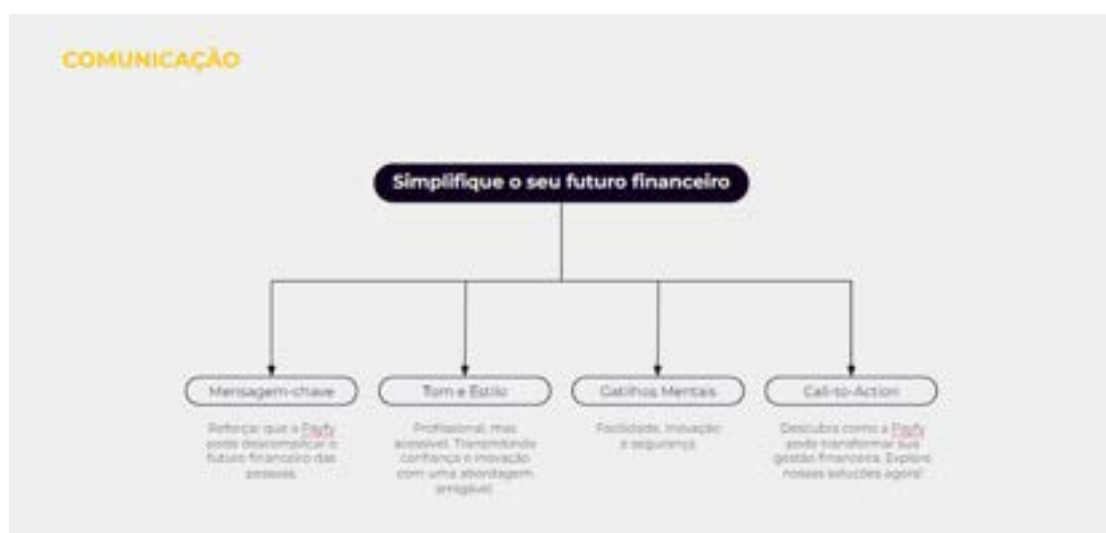 COMUNICAÇÃO
Simplifique o seu futuro financeiro
Mensagem-chave
Tom e Estilo
Gatilhos Mentais
Call-to-Action
Reforçar que a Payfy
pode descomplicar o
futuro financeiro das
pessoas.
Profissional, mas
acessível. Transmitindo
confiança e inovação
com uma abordagem
amigável.
Facilidade, inovação
e segurança
Descubra como a Payfy
pode transformar sua
gestão financeira. Explore
nossas soluções agora!